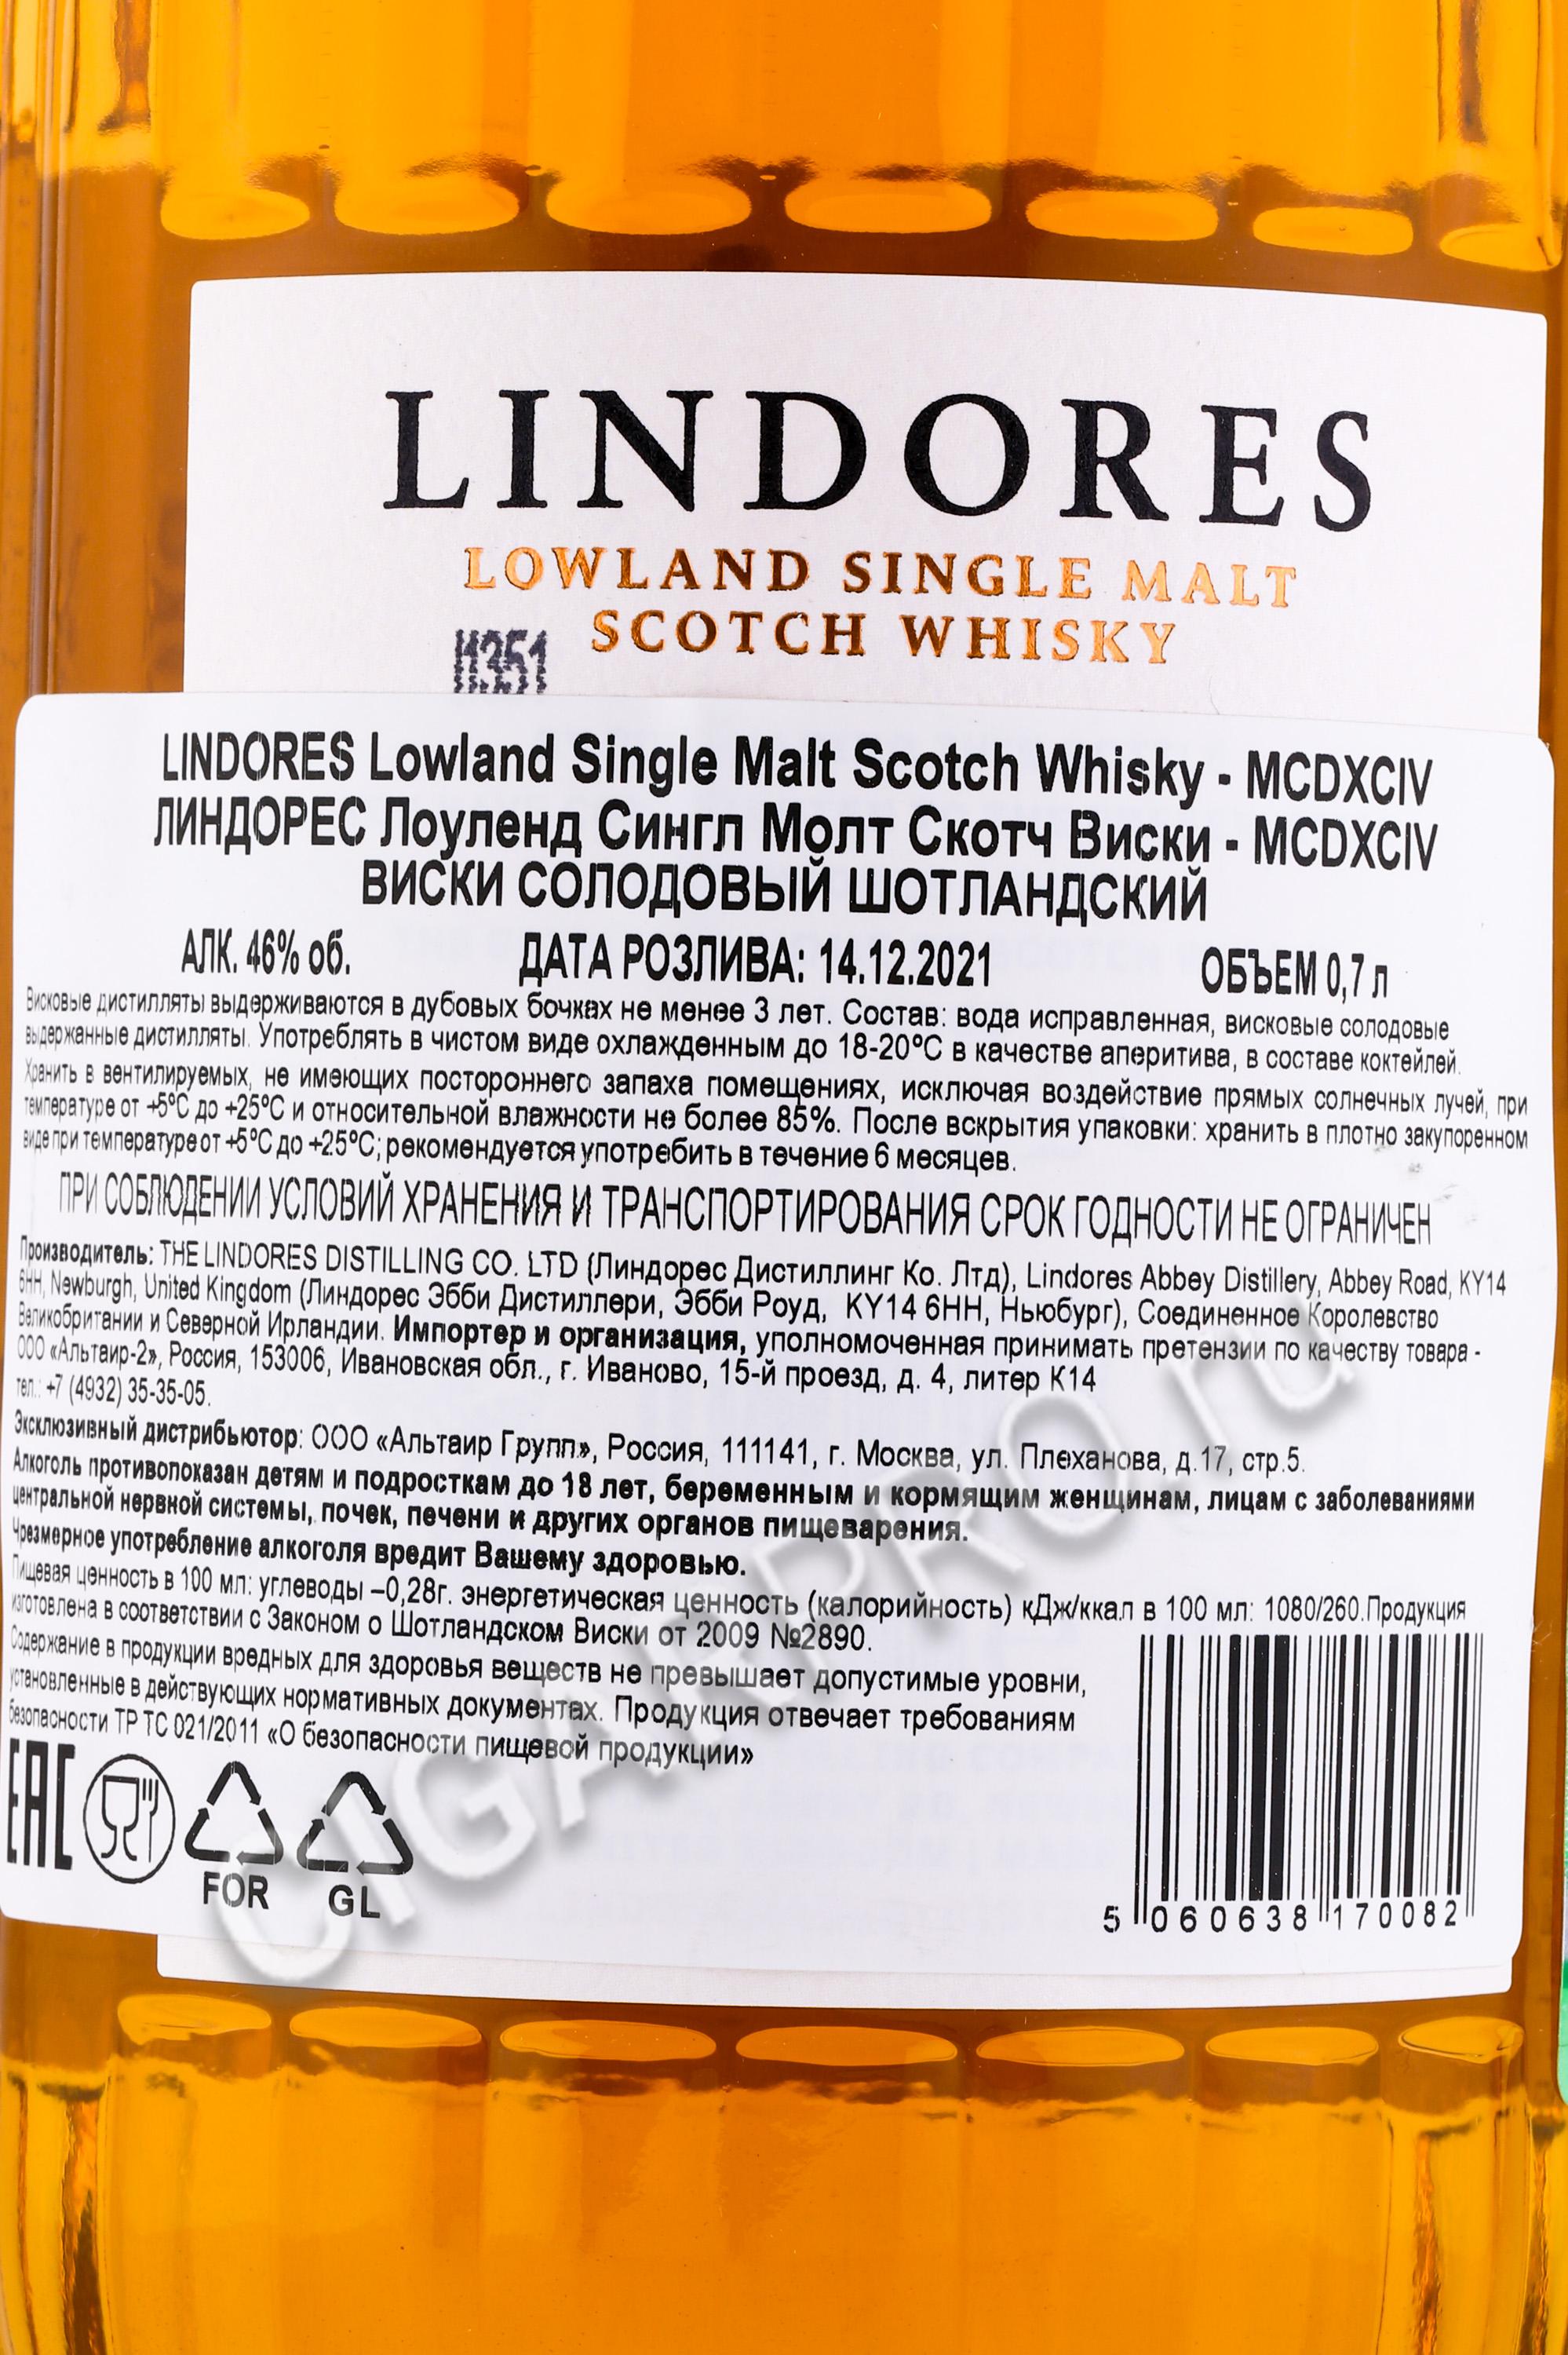 LINDORES
LOWLAND SINGLE MALT
SCOTCH WHISKY
LINDORES Lowland Single Malt Scotch Whisky - MCDXCIV
ЛИНДОРЕС Лоуленд Сингл Молт Скотч Виски - MCDXCIV
ВИСКИ СОЛОДОВЫЙ ШОТЛАНДСКИЙ
АЛК. 46% об. ДАТА РОЗЛИВА: 14.12.2021 ОБЪЕМ 0,7 л
Висковые дистилляты выдерживаются в дубовых бочках не менее 3 лет. Состав: вода исправленная, висковые солодовые
выдержанные дистилляты. Употреблять в чистом виде охлажденным до 18-20°С в качестве аперитива, в составе коктейлей.
Хранить в вентилируемых, не имеющих постороннего запаха помещениях, исключая воздействие прямых солнечных лучей, при
температуре от +5°С до +25°С и относительной влажности не более 85%. После вскрытия упаковки: хранить в плотно закупоренном
виде при температуре от +5°С до +25°С; рекомендуется употребить в течение 6 месяцев.
ПРИ СОБЛЮДЕНИИ УСЛОВИЙ ХРАНЕНИЯ И ТРАНСПОРТИРОВАНИЯ СРОК ГОДНОСТИ НЕ ОГРАНИЧЕН
Производитель: THE LINDORES DISTILLING CO. LTD (Линдорес Дистиллинг Ко. Лтд), Lindores Abbey Distillery, Abbey Road, KY14
6HH, Newburgh, United Kingdom (Линдорес Эбби Дистиллери, Эбби Роуд, KY14 6HH, Ньюбург), Соединенное Королевство
Великобритании и Северной Ирландии. Импортер и организация, уполномоченная принимать претензии по качеству товара -
ООО «Альтаир-2», Россия, 153006, Ивановская обл., г. Иваново, 15-й проезд, д. 4, литер К14
тел.: +7 (4932) 35-35-05.
Эксклюзивный дистрибьютор: ООО «Альтаир Групп», Россия, 111141, г. Москва, ул. Плеханова, д.17, стр.5.
Алкоголь противопоказан детям и подросткам до 18 лет, беременным и кормящим женщинам, лицам с заболеваниями
центральной нервной системы, почек, печени и других органов пищеварения.
Чрезмерное употребление алкоголя вредит Вашему здоровью.
Пищевая ценность в 100 мл: углеводы –0,28г. энергетическая ценность (калорийность) кДж/ккал в 100 мл: 1080/260.Продукция
изготовлена в соответствии с Законом о Шотландском Виски от 2009 №2890.
Содержание в продукции вредных для здоровья веществ не превышает допустимые уровни,
установленные в действующих нормативных документах. Продукция отвечает требованиям
безопасности ТР ТС 021/2011 «О безопасности пищевой продукции»
EAC
FOR GL
5 060638 170082
CIGARPRO.ru